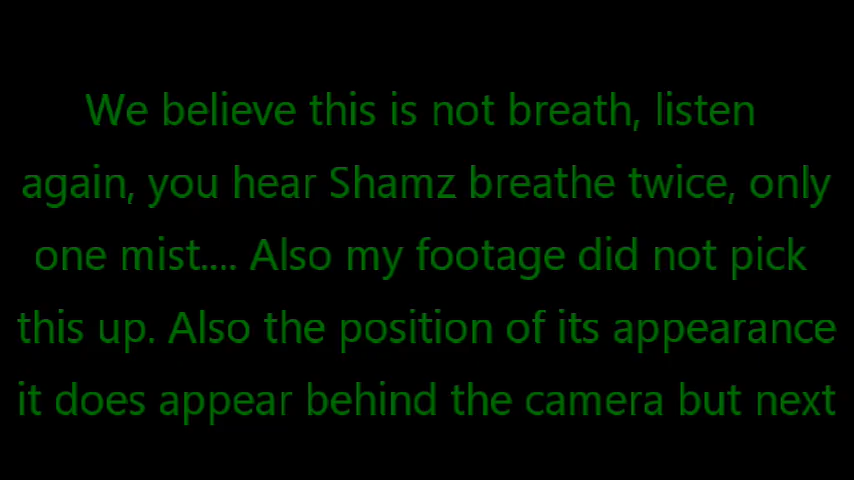 We believe this is not breath, listen
again, you hear Shamz breathe twice, only
one mist.... Also my footage did not pick
this up. Also the position of its appearance
it does appear behind the camera but next